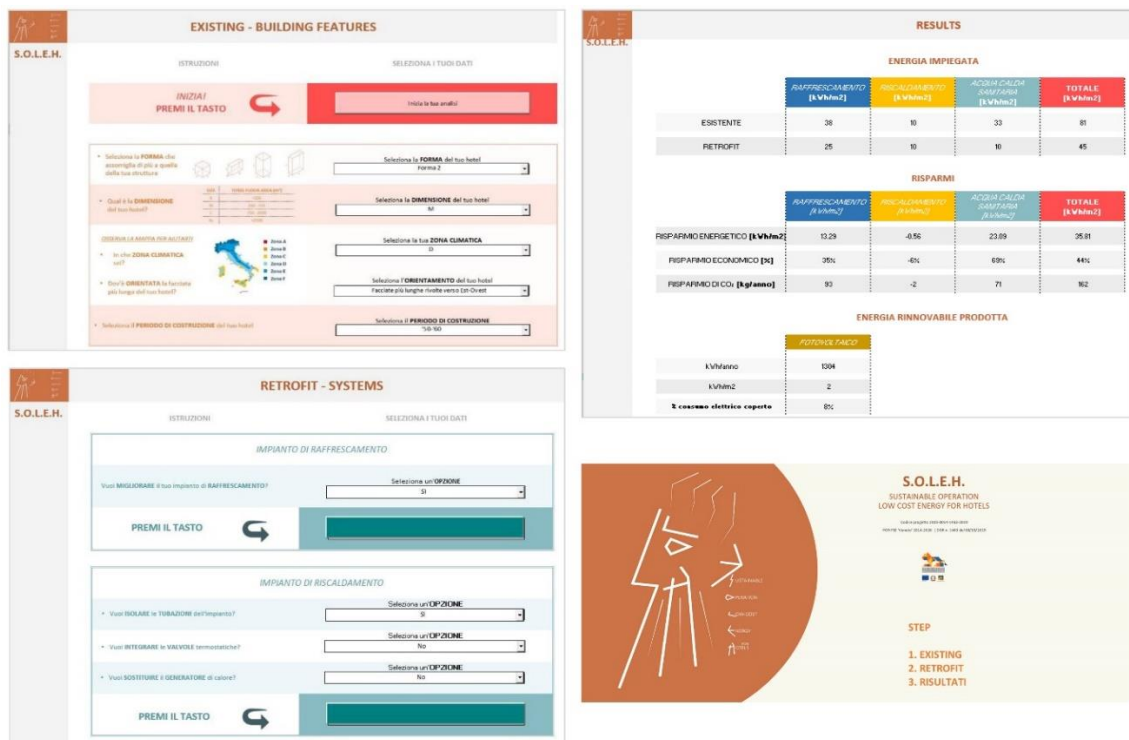 EXISTING - BUILDING FEATURES
S.O.L.E.H.
ISTRUZIONI
SELEZIONA I TUOI DATI
INIZIA!
PREMI IL TASTO
Inizia la tua analisi
• Seleziona la FORMA che
assomiglia di più a quella
della tua struttura
Seleziona la FORMA del tuo hotel
Forma 2
• Qual è la DIMENSIONE
del tuo hotel?
Seleziona la DIMENSIONE del tuo hotel
M
OSSERVA LA MAPPA PER AIUTARTI
• In che ZONA CLIMATICA
sei?
Zona A
Zona B
Zona C
Zona D
Zona E
Zona F
Seleziona la tua ZONA CLIMATICA
D
• Dov'è ORIENTATA la facciata
più lunga del tuo hotel?
Seleziona l'ORIENTAMENTO del tuo hotel
Facciate più lunghe rivolte verso Est-Ovest
• Seleziona il PERIODO DI COSTRUZIONE del tuo hotel
Seleziona il PERIODO DI COSTRUZIONE
RETROFIT - SYSTEMS
S.O.L.E.H.
ISTRUZIONI
SELEZIONA I TUOI DATI
IMPIANTO DI RAFFRESCAMENTO
Vuoi MIGLIORARE il tuo impianto di RAFFRESCAMENTO?
Seleziona un'OPZIONE
Sì
PREMI IL TASTO
IMPIANTO DI RISCALDAMENTO
• Vuoi ISOLARE le TUBAZIONE dell'impianto?
Seleziona un'OPZIONE
Sì
• Vuoi INTEGRARE le VALVOLE termostatiche?
Seleziona un'OPZIONE
No
• Vuoi SOSTITUIRE il GENERATORE di calore?
Seleziona un'OPZIONE
No
PREMI IL TASTO
RESULTS
S.O.L.E.H.
ENERGIA IMPIEGATA
RAFFRESCAMENTO [kWh/m2] RISCALDAMENTO [kWh/m2] ACQUA CALDA SANITARIA [kWh/m2] TOTALE [kWh/m2]
ESISTENTE 38 10 33 81
RETROFIT 25 10 10 45
RISPARMI
RAFFRESCAMENTO [kWh/m2] RISCALDAMENTO [kWh/m2] ACQUA CALDA SANITARIA [kWh/m2] TOTALE [kWh/m2]
RISPARMIO ENERGETICO [kWh/m2] 13.29 -0.56 23.09 35.81
RISPARMIO ECONOMICO [%] 35% -6% 69% 44%
RISPARMIO DI CO₂ [kg/anno] 93 -2 71 162
ENERGIA RINNOVABILE PRODOTTA
FOTOVOLTAICO
kWh/anno 1304
kWh/m2 2
% consumo elettrico coperto 8%
S.O.L.E.H.
SUSTAINABLE OPERATION
LOW COST ENERGY FOR HOTELS
STEP
1. EXISTING
2. RETROFIT
3. RISULTATI